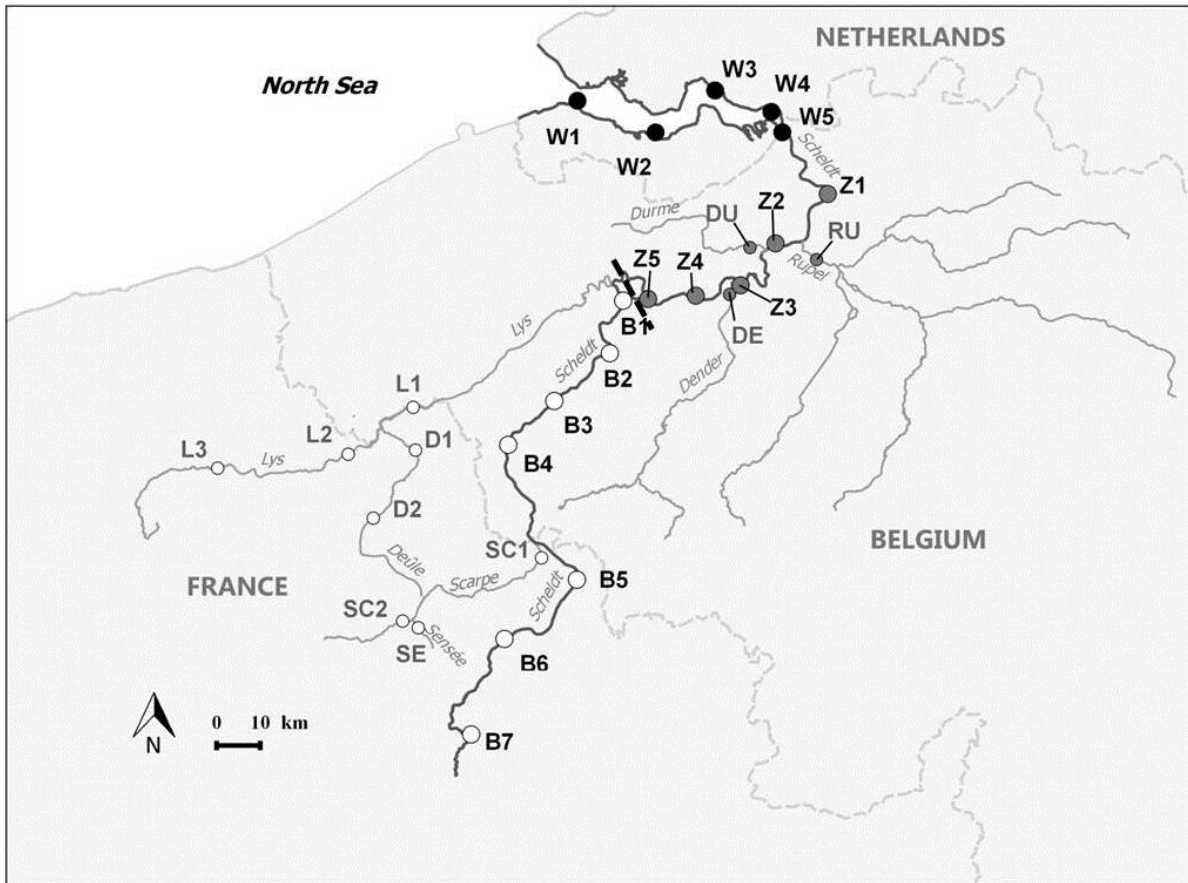 NETHERLANDS
North Sea
W3
W4
W1
W5
W2
Scheldt
Z1
Durme
DU
Z2
RU
Rupel
Z5
Z4
Z3
B1
DE
Lys
Scheldt
B2
Dender
L1
B3
L2
D1
L3
Lys
B4
D2
BELGIUM
SC1
Deûle
FRANCE
Scarpe
Scheldt
B5
SC2
SE
Sensée
B6
0 10 km
N
B7